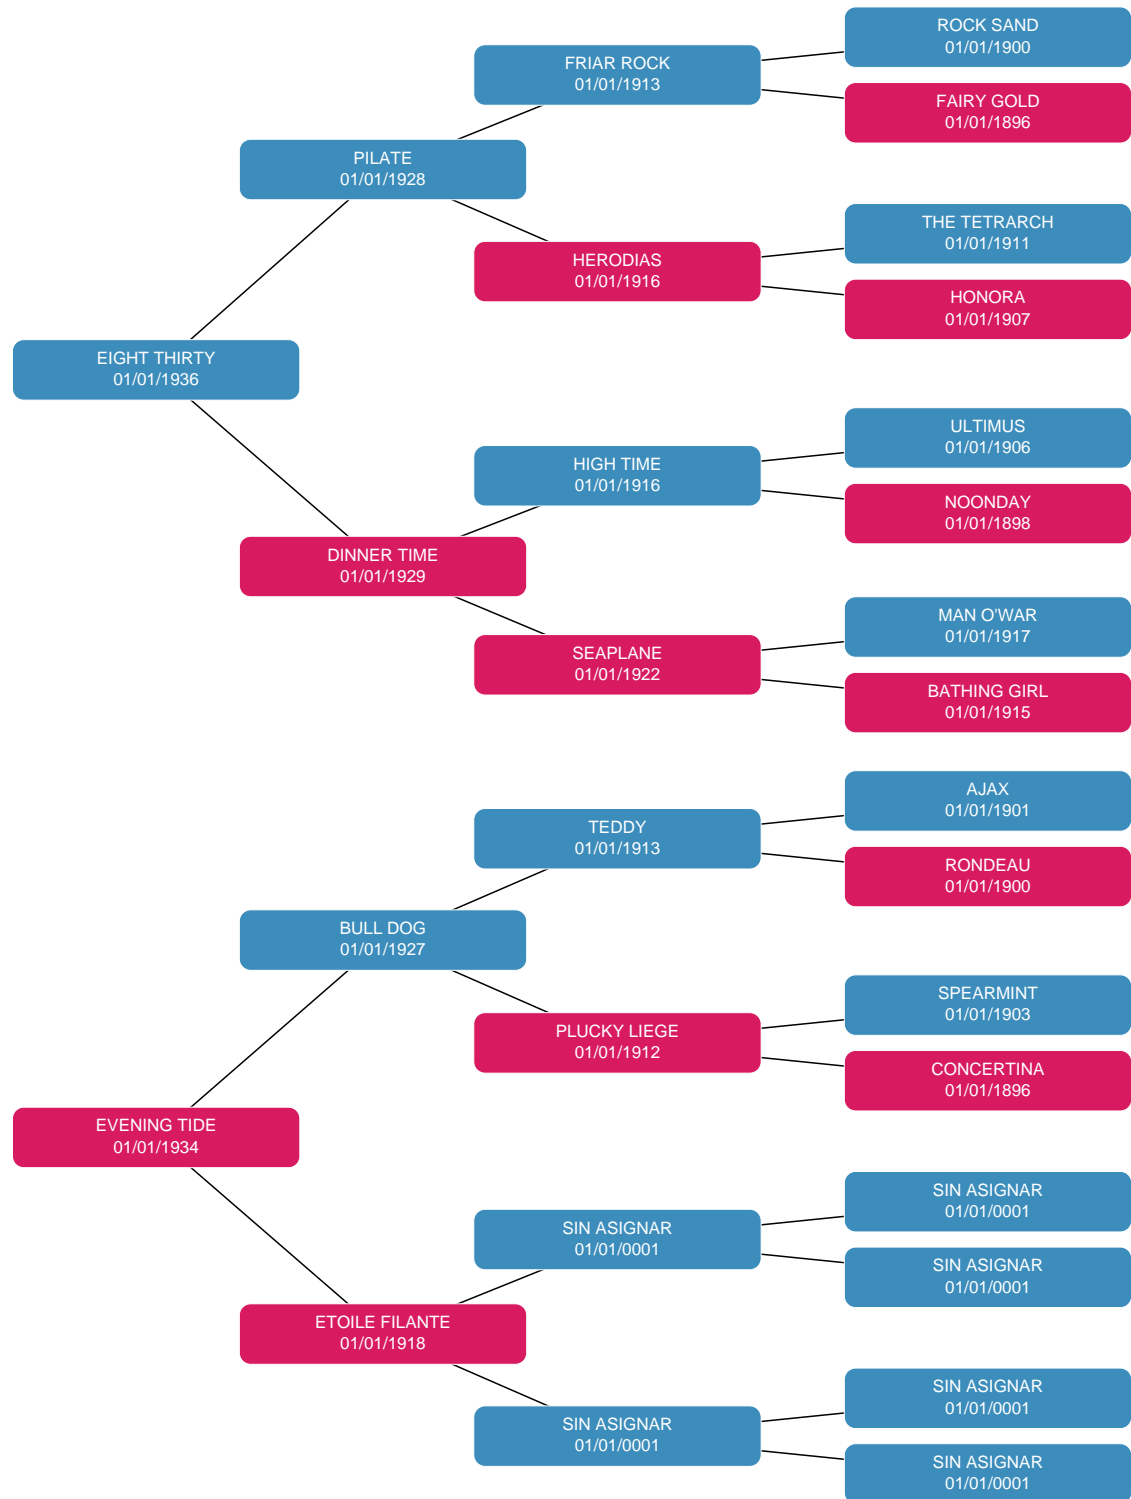 ROCK SAND
01/01/1900
FRIAR ROCK
01/01/1913
FAIRY GOLD
01/01/1896
PILATE
01/01/1928
THE TETRARCH
01/01/1911
HERODIAS
01/01/1916
HONORA
01/01/1907
EIGHT THIRTY
01/01/1936
ULTIMUS
01/01/1906
HIGH TIME
01/01/1916
NOONDAY
01/01/1898
DINNER TIME
01/01/1929
MAN O'WAR
01/01/1917
SEAPLANE
01/01/1922
BATHING GIRL
01/01/1915
AJAX
01/01/1901
TEDDY
01/01/1913
RONDEAU
01/01/1900
BULL DOG
01/01/1927
SPEARMINT
01/01/1903
PLUCKY LIEGE
01/01/1912
CONCERTINA
01/01/1896
EVENING TIDE
01/01/1934
SIN ASIGNAR
01/01/0001
SIN ASIGNAR
01/01/0001
SIN ASIGNAR
01/01/0001
ETOILE FILANTE
01/01/1918
SIN ASIGNAR
01/01/0001
SIN ASIGNAR
01/01/0001
SIN ASIGNAR
01/01/0001